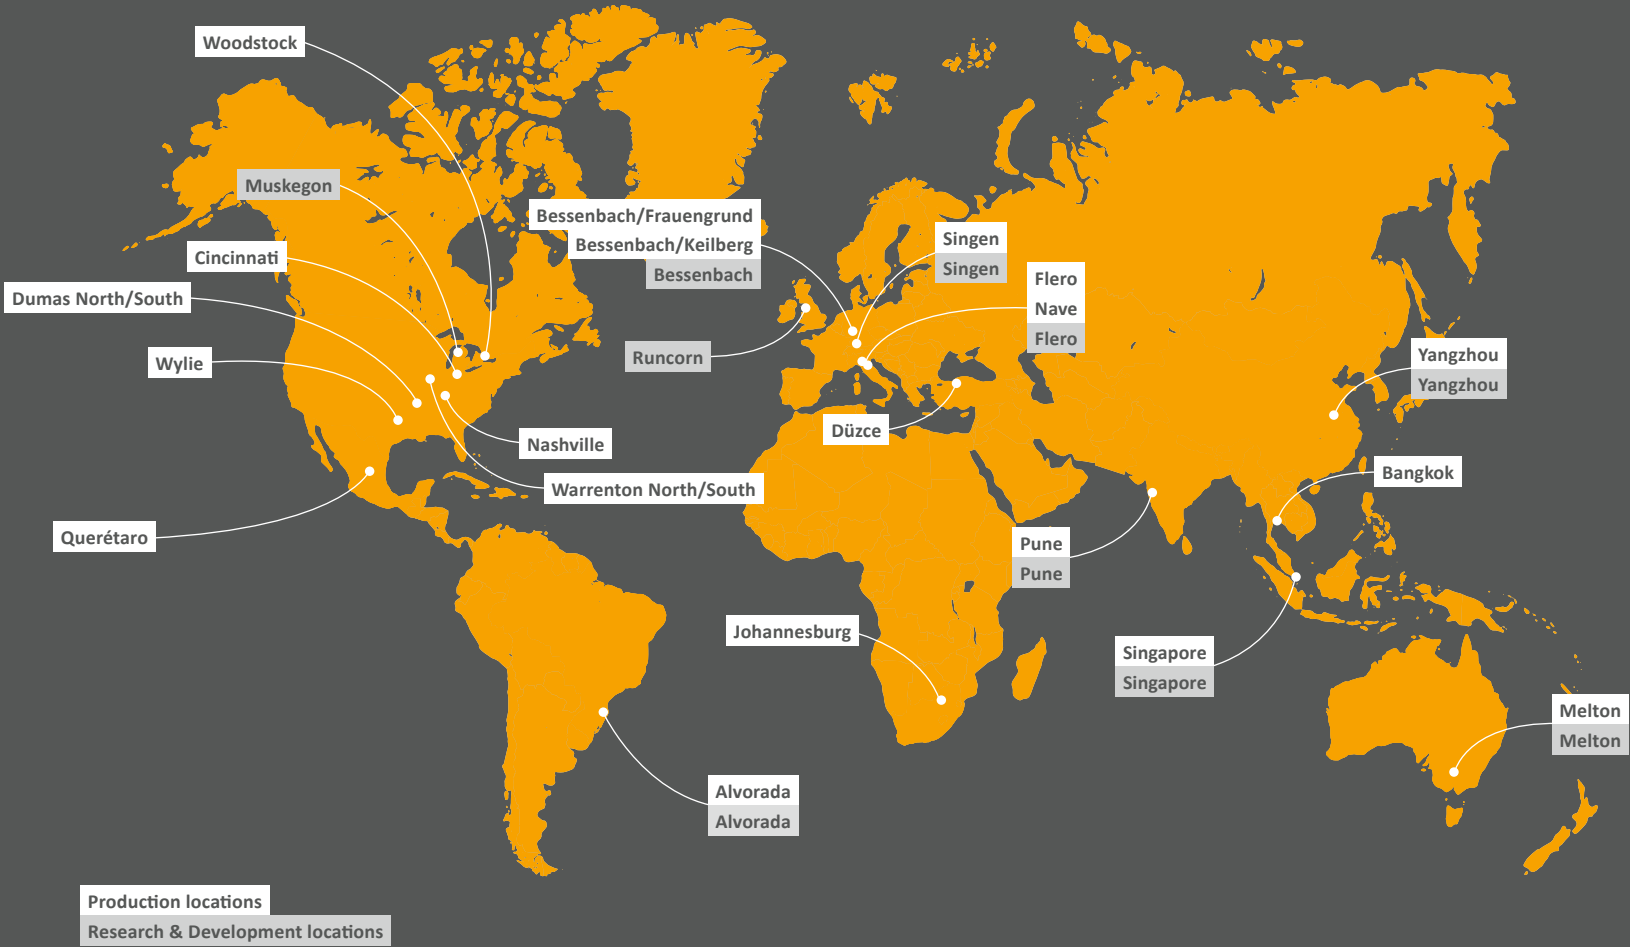 Woodstock
Muskegon
Cincinnati
Dumas North/South
Wylie
Querétaro
Nashville
Warrenton North/South
Bessenbach/Frauengrund
Bessenbach/Keilberg
Bessenbach
Runcorn
Singen
Singen
Flero
Nave
Flero
Düzce
Yangzhou
Yangzhou
Bangkok
Pune
Pune
Johannesburg
Singapore
Singapore
Melton
Melton
Alvorada
Alvorada
Production locations
Research & Development locations